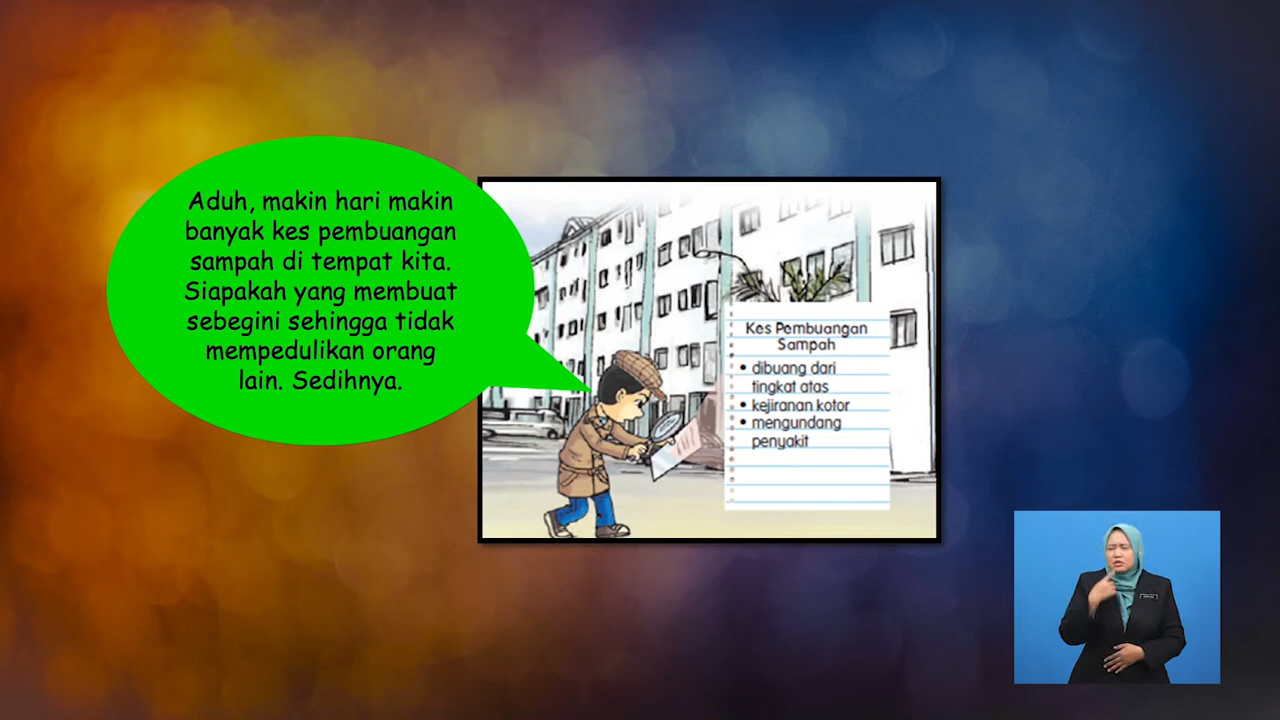 Aduh, makin hari makin
banyak kes pembuangan
sampah di tempat kita.
Siapakah yang membuat
sebegini sehingga tidak
mempedulikan orang
lain. Sedihnya.
Kes Pembuangan
Sampah
• dibuang dari
tingkat atas
• kejiranan kotor
• mengundang
penyakit